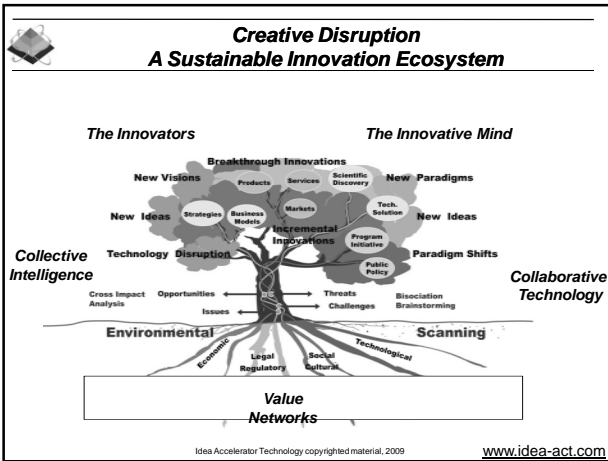 Creative Disruption
A Sustainable Innovation Ecosystem
The Innovators
The Innovative Mind
Breakthrough Innovations
New Visions
Products
Services
Scientific
Discovery
New Paradigms
Tech.
Solution
New Ideas
Strategies
Business
Models
Markets
New Ideas
Incremental
Innovations
Program
Initiative
Technology Disruption
Paradigm Shifts
Public
Policy
Collective
Intelligence
Collaborative
Technology
Cross Impact
Analysis
Opportunities
Threats
Bisociation
Brainstorming
Issues
Challenges
Environmental
Scanning
Economic
Legal
Regulatory
Social
Cultural
Technological
Value
Networks
Idea Accelerator Technology copyrighted material, 2009
www.idea-act.com